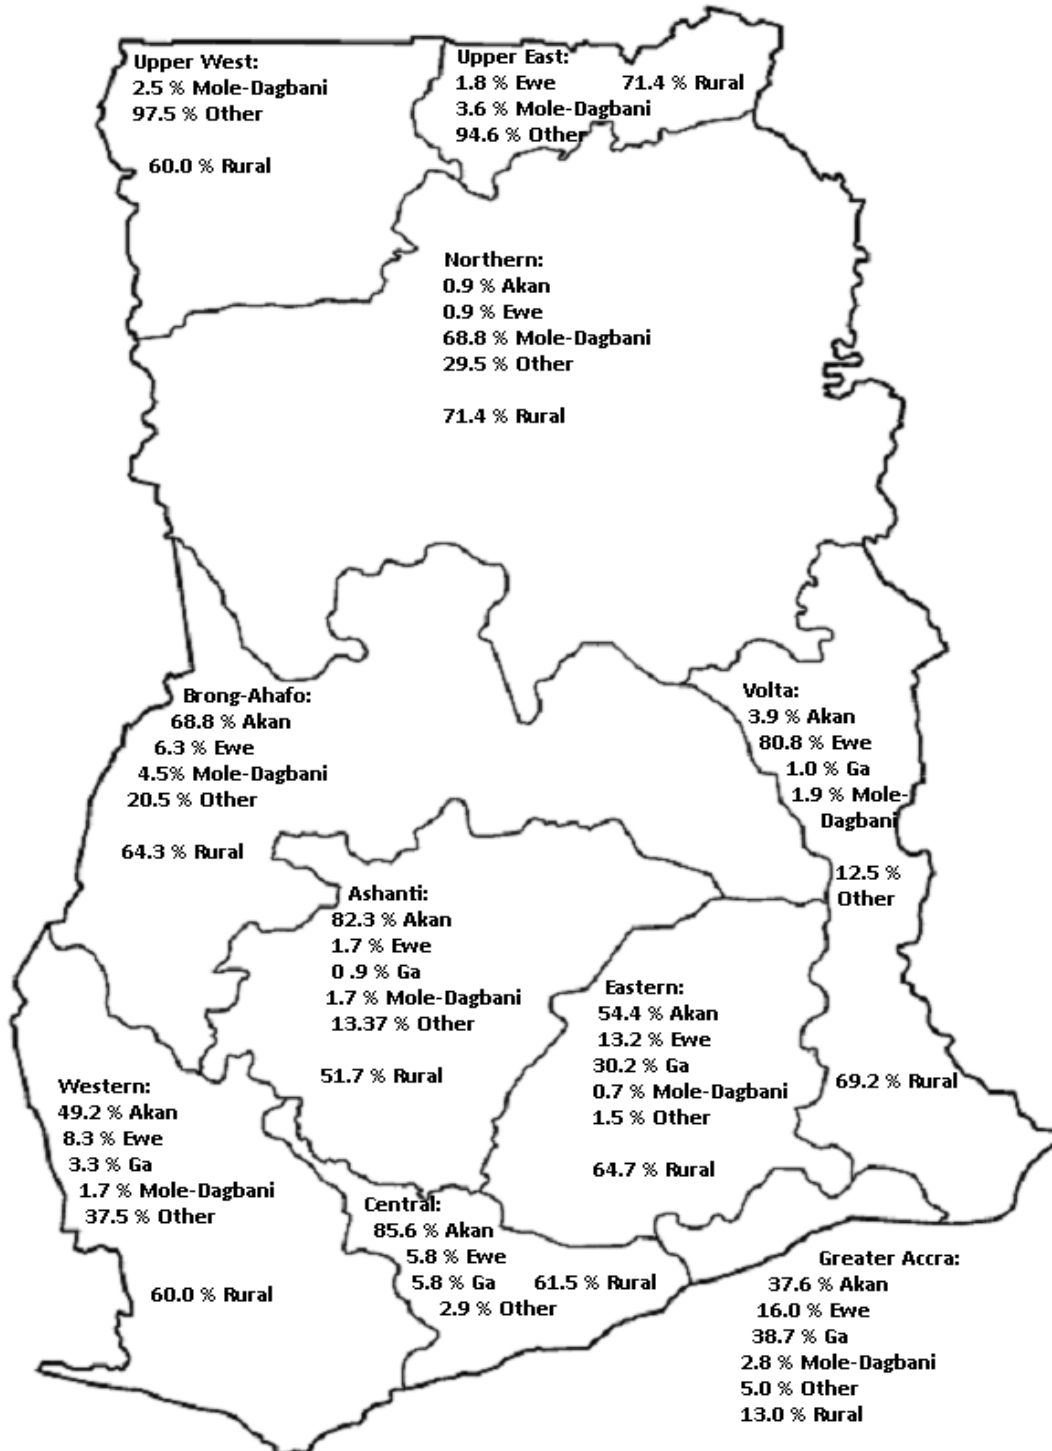 Upper West:
2.5 % Mole-Dagbani
97.5 % Other
60.0 % Rural
Upper East:
1.8 % Ewe 71.4 % Rural
3.6 % Mole-Dagbani
94.6 % Other
Northern:
0.9 % Akan
0.9 % Ewe
68.8 % Mole-Dagbani
29.5 % Other
71.4 % Rural
Brong-Ahafo:
68.8 % Akan
6.3 % Ewe
4.5% Mole-Dagbani
20.5 % Other
64.3 % Rural
Volta:
3.9 % Akan
80.8 % Ewe
1.0 % Ga
1.9 % Mole-
Dagbani
12.5 %
Other
69.2 % Rural
Ashanti:
82.3 % Akan
1.7 % Ewe
0 .9 % Ga
1.7 % Mole-Dagbani
13.37 % Other
51.7 % Rural
Eastern:
54.4 % Akan
13.2 % Ewe
30.2 % Ga
0.7 % Mole-Dagbani
1.5 % Other
64.7 % Rural
Western:
49.2 % Akan
8.3 % Ewe
3.3 % Ga
1.7 % Mole-Dagbani
37.5 % Other
60.0 % Rural
Central:
85.6 % Akan
5.8 % Ewe
5.8 % Ga 61.5 % Rural
2.9 % Other
Greater Accra:
37.6 % Akan
16.0 % Ewe
38.7 % Ga
2.8 % Mole-Dagbani
5.0 % Other
13.0 % Rural